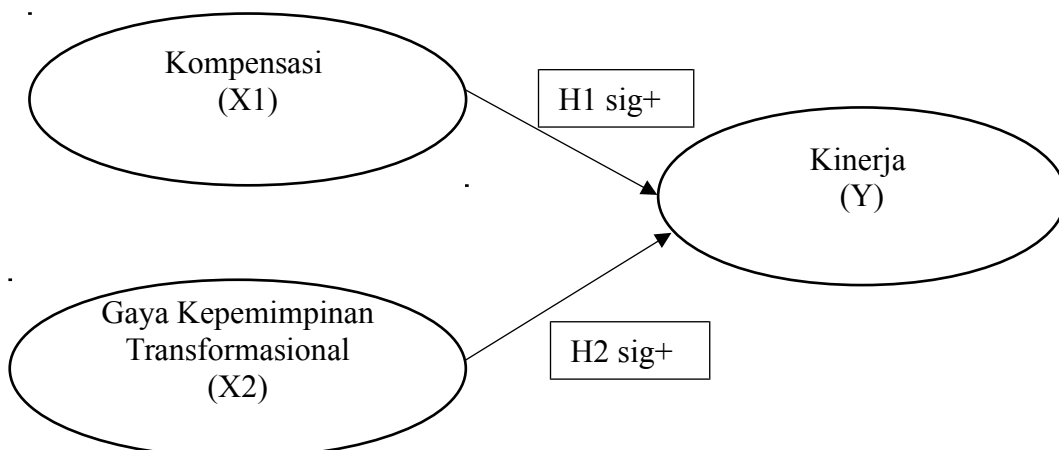 Kompensasi
(X1)
H1 sig+
Kinerja
(Y)
Gaya Kepemimpinan
Transformasional
(X2)
H2 sig+